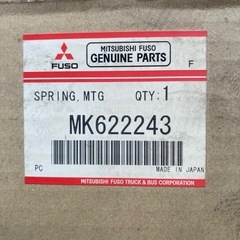 FUSO
MITSUBISHI FUSO
GENUINE PARTS
F
SPRING, MTG QTY:1
MK622243
PC MADE IN JAPAN
MITSUBISHI FUSO TRUCK & BUS CORPORATION